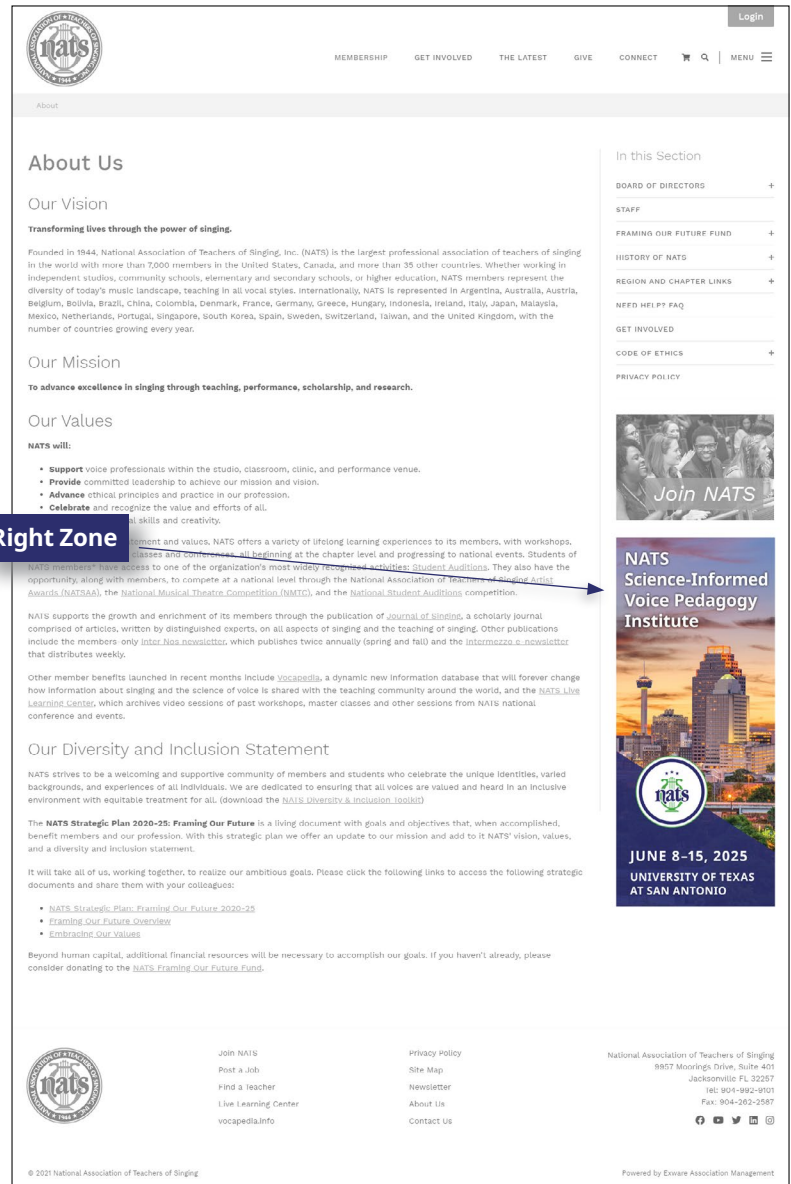 Login
NATIONAL ASSOCIATION OF TEACHERS OF SINGING, INC.
nats
1944
MEMBERSHIP GET INVOLVED THE LATEST GIVE CONNECT MENU
About
About Us
Our Vision
Transforming lives through the power of singing.
Founded in 1944, National Association of Teachers of Singing, Inc. (NATS) is the largest professional association of teachers of singing
in the world with more than 7,000 members in the United States, Canada, and more than 35 other countries. Whether working in
independent studios, community schools, elementary and secondary schools, or higher education, NATS members represent the
diversity of today's music landscape, teaching in all vocal styles. Internationally, NATS is represented in Argentina, Australia, Austria,
Belgium, Bolivia, Brazil, China, Colombia, Denmark, France, Germany, Greece, Hungary, Indonesia, Ireland, Italy, Japan, Malaysia,
Mexico, Netherlands, Portugal, Singapore, South Korea, Spain, Sweden, Switzerland, Taiwan, and the United Kingdom, with the
number of countries growing every year.
Our Mission
To advance excellence in singing through teaching, performance, scholarship, and research.
Our Values
NATS will:
• Support voice professionals within the studio, classroom, clinic, and performance venue.
• Provide committed leadership to achieve our mission and vision.
• Advance ethical principles and practice in our profession.
• Celebrate and recognize the value and efforts of all.
al skills and creativity.
Right Zone
tement and values, NATS offers a variety of lifelong learning experiences to its members, with workshops,
classes and conferences, all beginning at the chapter level and progressing to national events. Students of
NATS members* have access to one of the organization's most widely recognized activities: Student Auditions. They also have the
opportunity, along with members, to compete at a national level through the National Association of Teachers of Singing Artist
Awards (NATSAA), the National Musical Theatre Competition (NMTC), and the National Student Auditions competition.
NATS supports the growth and enrichment of its members through the publication of Journal of Singing, a scholarly journal
comprised of articles, written by distinguished experts, on all aspects of singing and the teaching of singing. Other publications
include the members only Inter Nos newsletter, which publishes twice annually (spring and fall) and the Intermezzo e-newsletter
that distributes weekly.
Other member benefits launched in recent months include Vocapedia, a dynamic new information database that will forever change
how information about singing and the science of voice is shared with the teaching community around the world, and the NATS Live
Learning Center, which archives video sessions of past workshops, master classes and other sessions from NATS national
conference and events.
Our Diversity and Inclusion Statement
NATS strives to be a welcoming and supportive community of members and students who celebrate the unique identities, varied
backgrounds, and experiences of all individuals. We are dedicated to ensuring that all voices are valued and heard in an inclusive
environment with equitable treatment for all. (download the NATS Diversity & Inclusion Toolkit)
The NATS Strategic Plan 2020-25: Framing Our Future is a living document with goals and objectives that, when accomplished,
benefit members and our profession. With this strategic plan we offer an update to our mission and add to it NATS' vision, values,
and a diversity and inclusion statement.
It will take all of us, working together, to realize our ambitious goals. Please click the following links to access the following strategic
documents and share them with your colleagues:
• NATS Strategic Plan: Framing Our Future 2020-25
• Framing Our Future Overview
• Embracing Our Values
Beyond human capital, additional financial resources will be necessary to accomplish our goals. If you haven't already, please
consider donating to the NATS Framing Our Future Fund.
In this Section
BOARD OF DIRECTORS +
STAFF
FRAMING OUR FUTURE FUND +
HISTORY OF NATS +
REGION AND CHAPTER LINKS +
NEED HELP? FAQ
GET INVOLVED
CODE OF ETHICS +
PRIVACY POLICY
Join NATS
NATS
Science-Informed
Voice Pedagogy
Institute
nats
JUNE 8–15, 2025
UNIVERSITY OF TEXAS
AT SAN ANTONIO
NATIONAL ASSOCIATION OF TEACHERS OF SINGING, INC.
nats
1944
Join NATS
Post a Job
Find a Teacher
Live Learning Center
vocapedia.info
Privacy Policy
Site Map
Newsletter
About Us
Contact Us
National Association of Teachers of Singing
9957 Moorings Drive, Suite 401
Jacksonville FL 32257
Tel: 904-992-9101
Fax: 904-262-2587
© 2021 National Association of Teachers of Singing
Powered by Exware Association Management